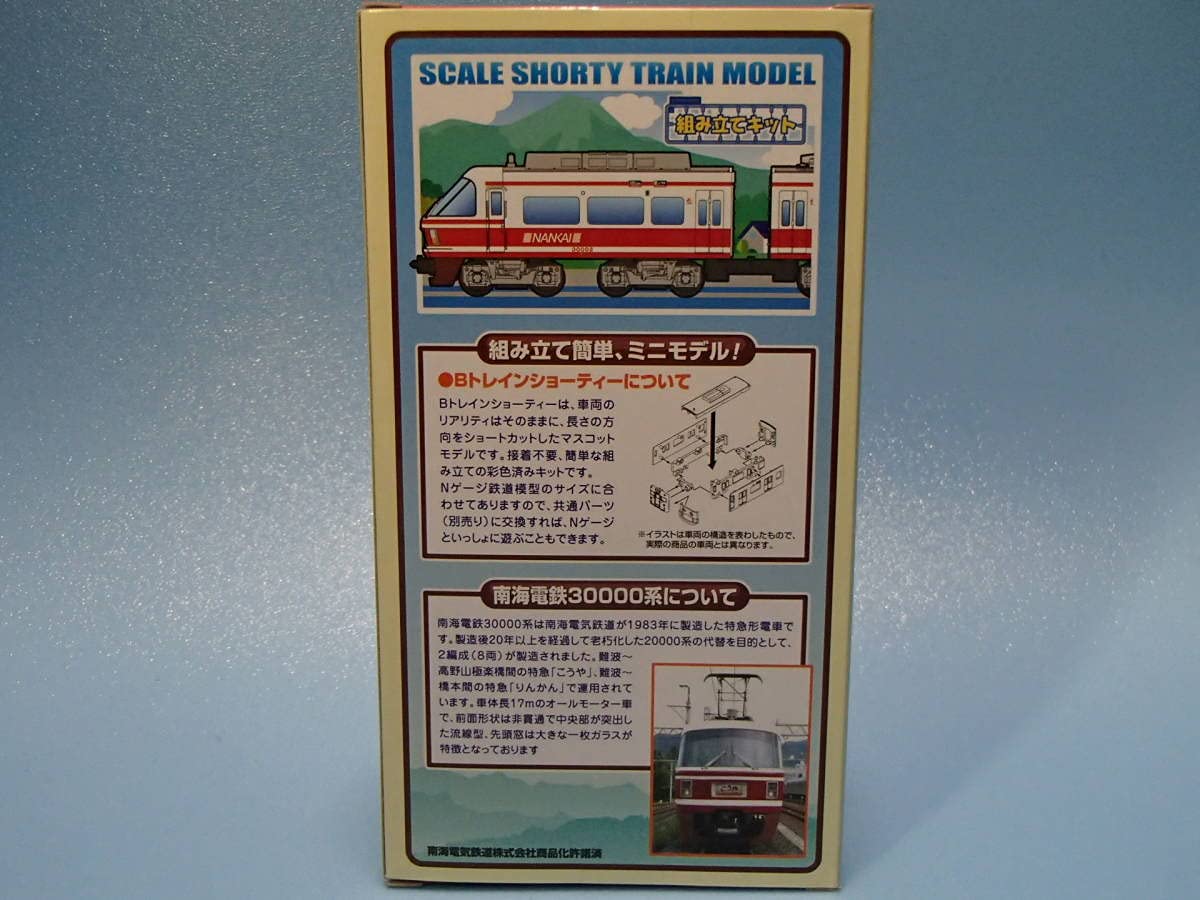 SCALE SHORTY TRAIN MODEL
組み立てキット
NANKAI
組み立て簡単、ミニモデル!
●Bトレインショーティーについて
Bトレインショーティーは、車両の
リアリティはそのままに、長さの方
向をショートカットしたマスコット
モデルです。接着不要、簡単な組
み立ての彩色済みキットです。
Nゲージ鉄道模型のサイズに合
わせてありますので、共通パーツ
(別売り)に交換すれば、Nゲージ
といっしょに遊ぶこともできます。
※イラストは車両の構造を表わしたもので、
実際の商品の車両とは異なります。
南海電鉄30000系について
南海電鉄30000系は南海電気鉄道が1983年に製造した特急形電車で
す。製造後20年以上を経過して老朽化した20000系の代替を目的として、
2編成(8両)が製造されました。難波〜
高野山極楽橋間の特急「こうや」、難波〜
橋本間の特急「りんかん」で運用されて
います。車体長17mのオールモーター車
で、前面形状は非貫通で中央部が突出し
た流線型、先頭窓は大きな一枚ガラスが
特徴となっております
こうや
南海電気鉄道株式会社商品化許諾済